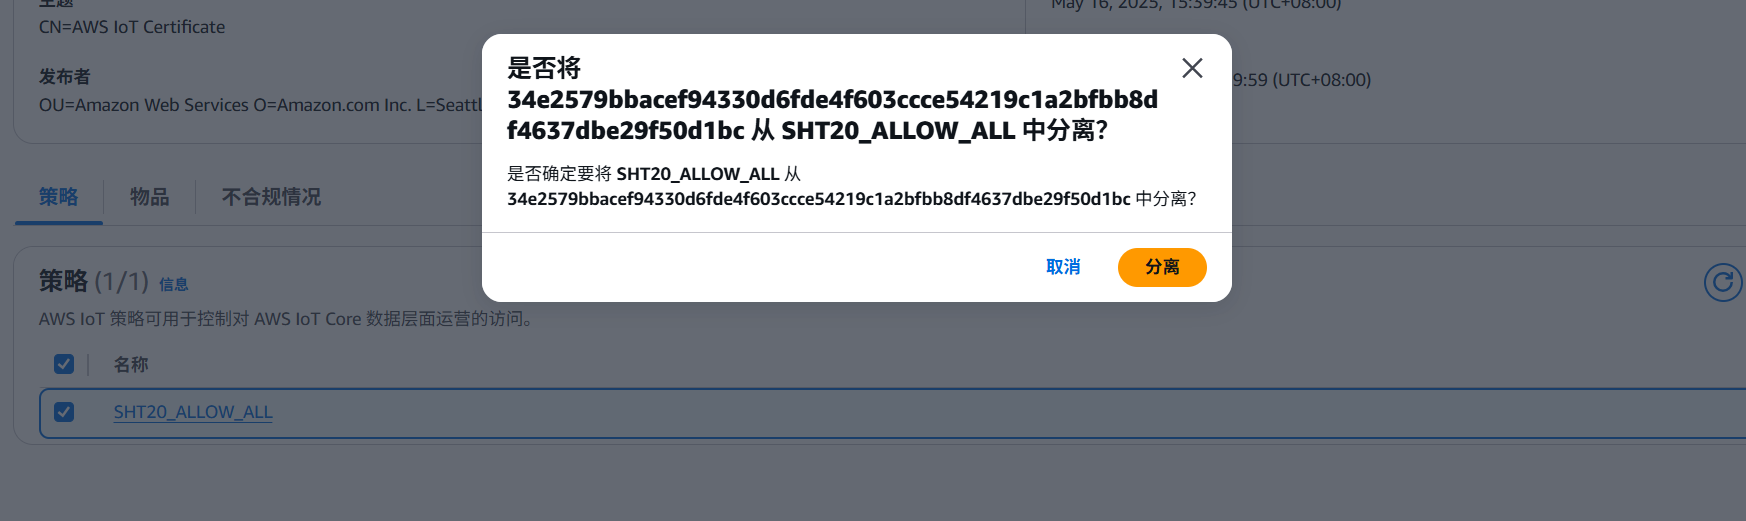 主题
CN=AWS IoT Certificate
May 16, 2025, 15:39:45 (UTC+08:00)
发布者
OU=Amazon Web Services O=Amazon.com Inc.
9:59 (UTC+08:00)
是否将
34e2579bbacef94330d6fde4f603ccce54219c1a2bfbb8d
f4637dbe29f50d1bc 从 SHT20_ALLOW_ALL 中分离?
是否确定要将 SHT20_ALLOW_ALL 从
34e2579bbacef94330d6fde4f603ccce54219c1a2bfbb8df4637dbe29f50d1bc 中分离?
取消
分离
策略
物品
不合规情况
策略 (1/1) 信息
AWS IoT 策略可用于控制对 AWS IoT Core 数据层面运营的访问。
名称
SHT20_ALLOW_ALL